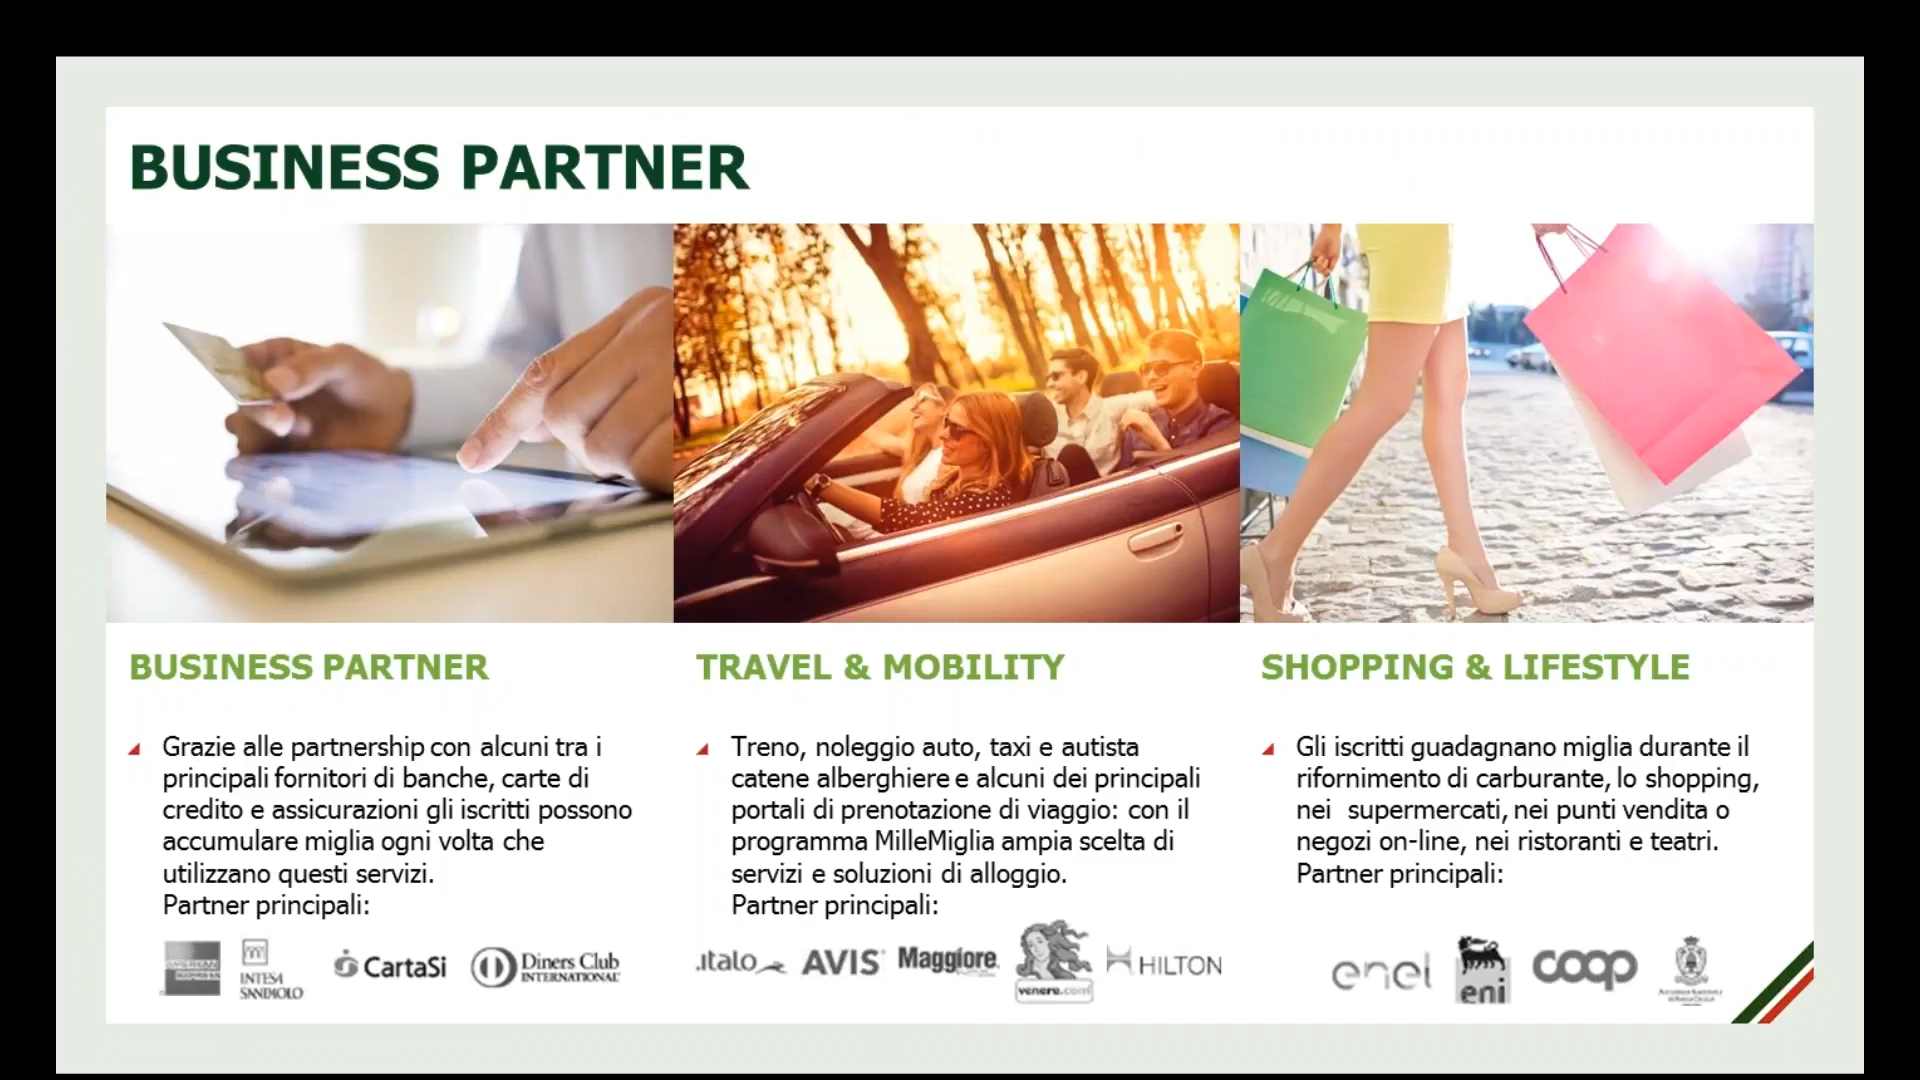 BUSINESS PARTNER
BUSINESS PARTNER
Grazie alle partnership con alcuni tra i
principali fornitori di banche, carte di
credito e assicurazioni gli iscritti possono
accumulare miglia ogni volta che
utilizzano questi servizi.
Partner principali:
AMERICAN
EXPRESS
INTESA
SANPAOLO
CartaSi
Diners Club
INTERNATIONAL
TRAVEL & MOBILITY
Treno, noleggio auto, taxi e autista
catene alberghiere e alcuni dei principali
portali di prenotazione di viaggio: con il
programma MilleMiglia ampia scelta di
servizi e soluzioni di alloggio.
Partner principali:
.italo
AVIS
Maggiore
venere.com
HILTON
SHOPPING & LIFESTYLE
Gli iscritti guadagnano miglia durante il
rifornimento di carburante, lo shopping,
nei supermercati, nei punti vendita o
negozi on-line, nei ristoranti e teatri.
Partner principali:
enel
eni
coop